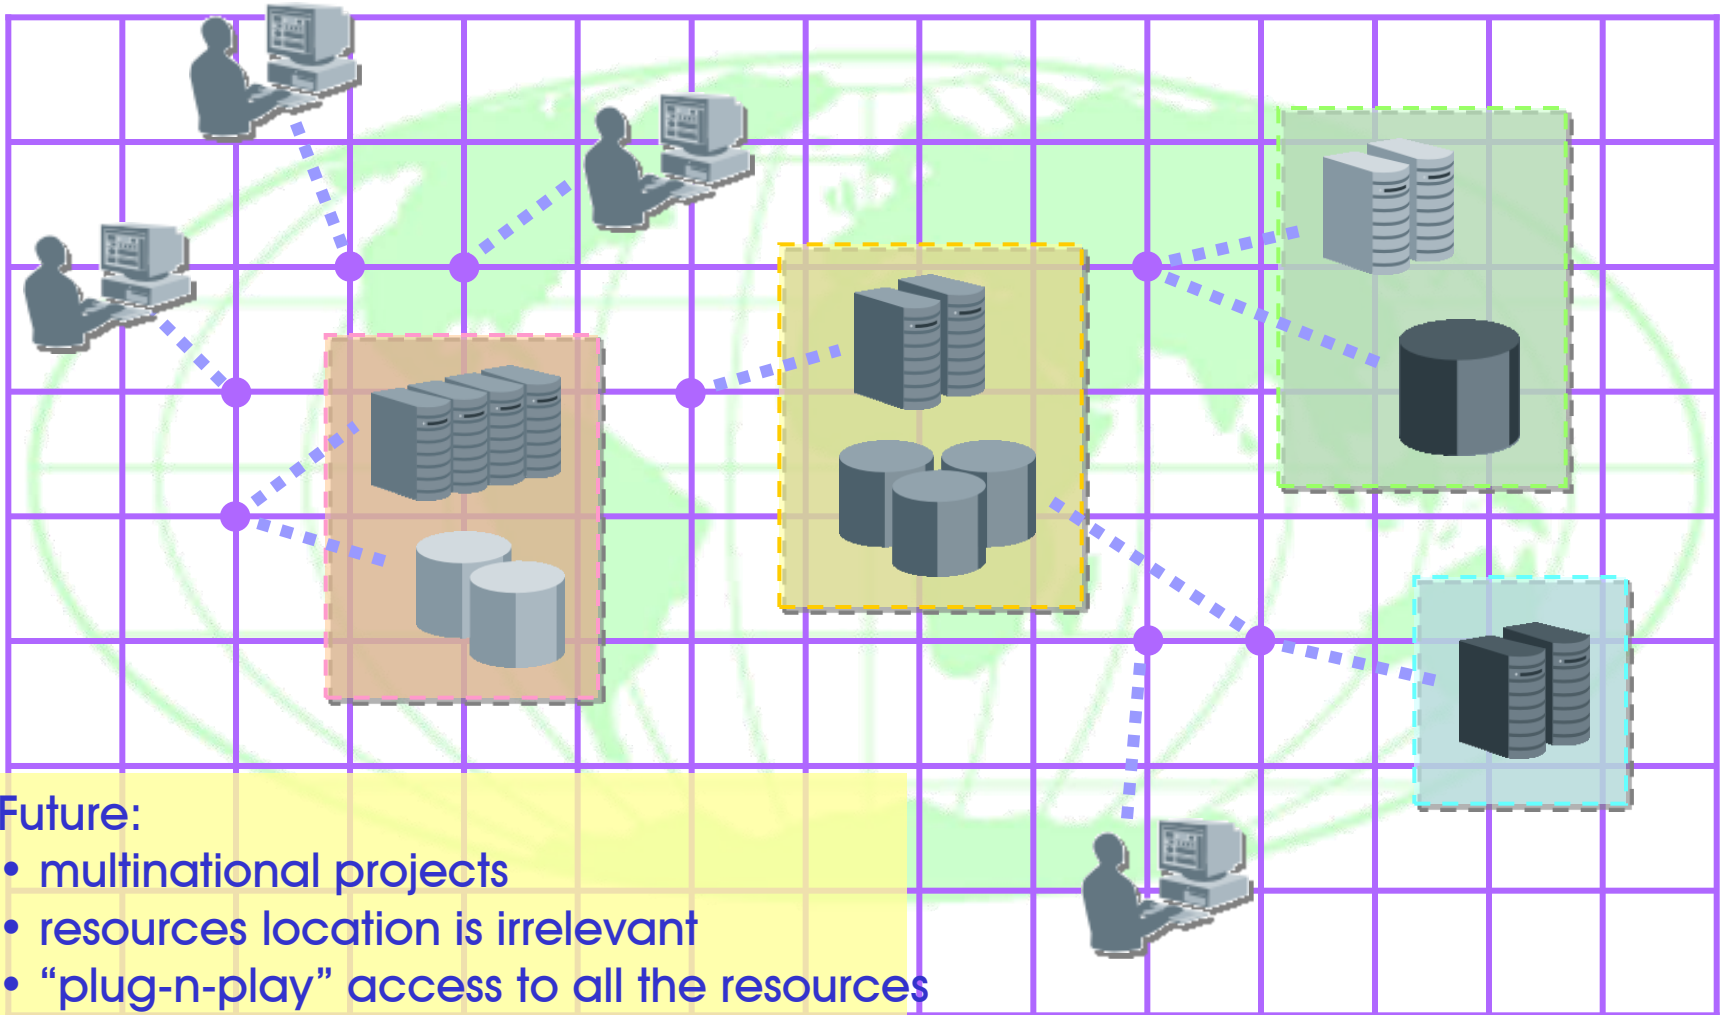 Future:
• multinational projects
• resources location is irrelevant
• “plug-n-play” access to all the resources